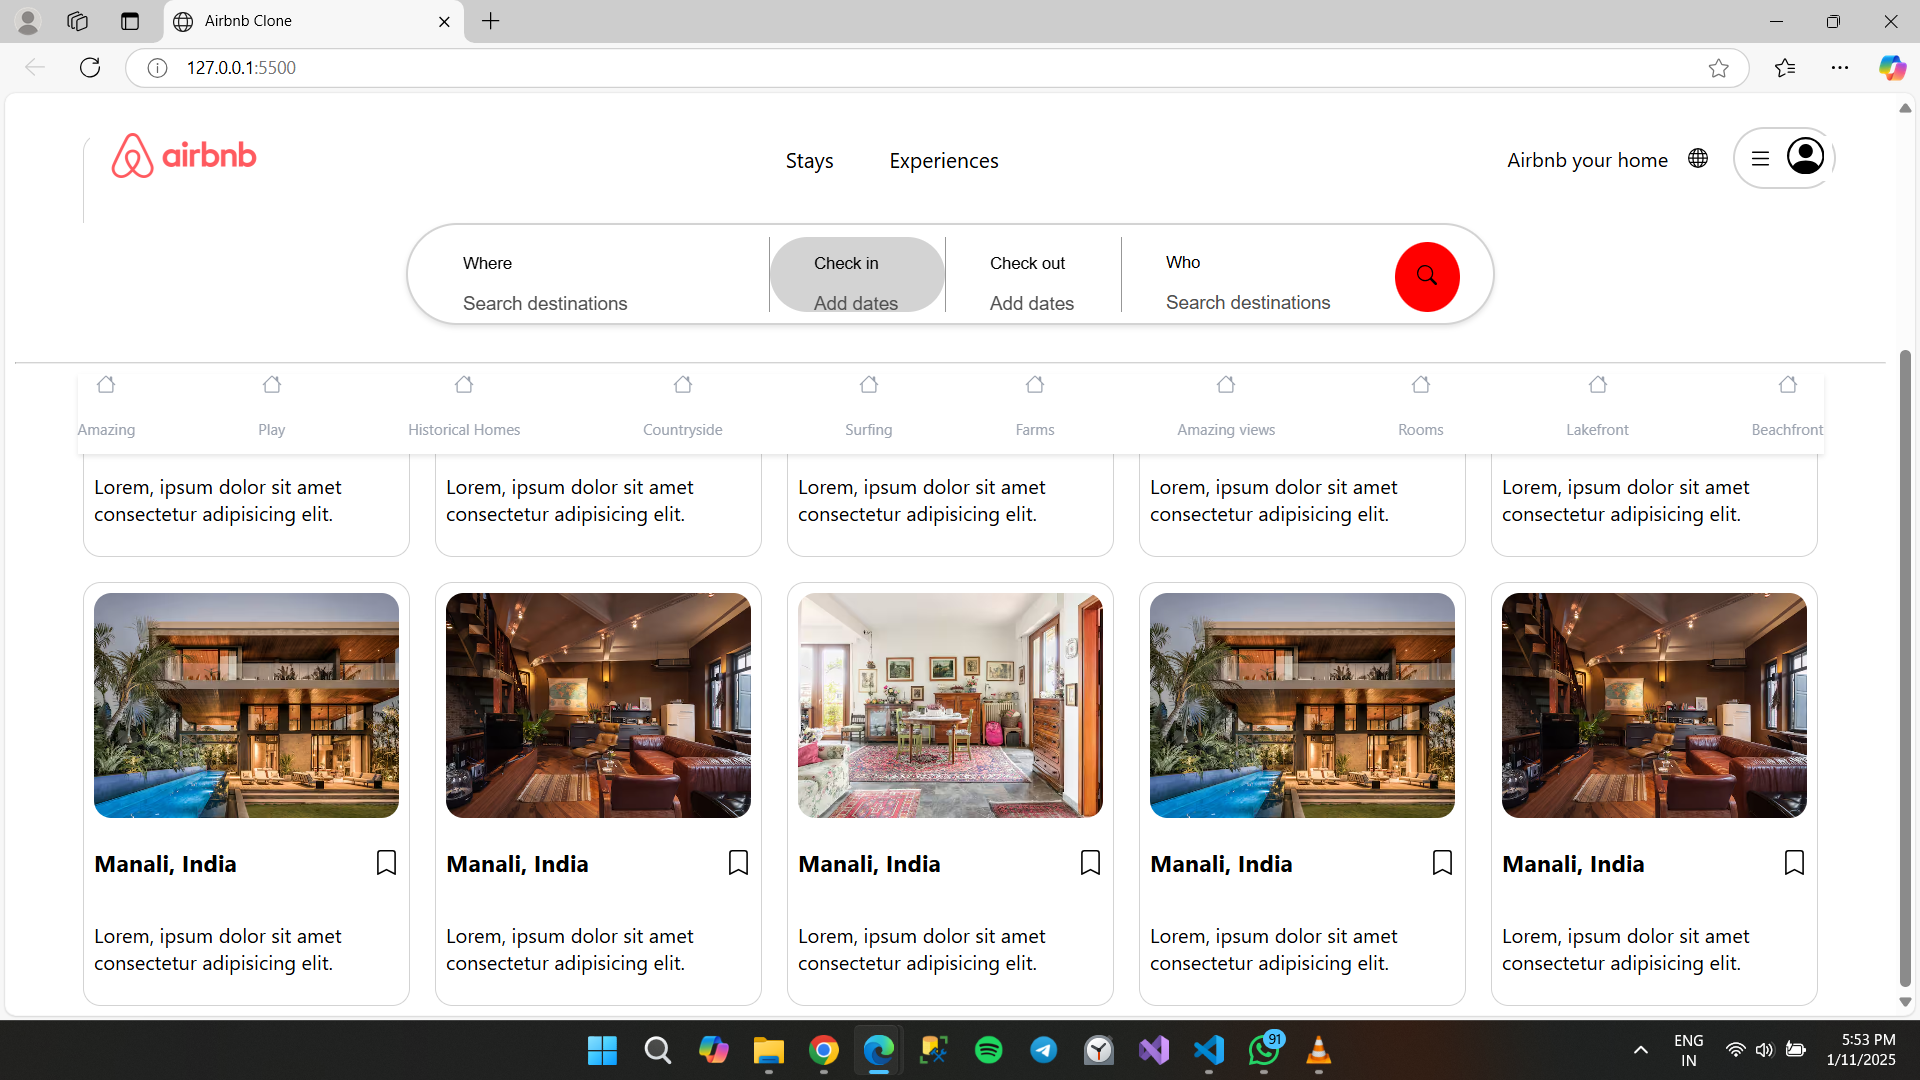 Airbnb Clone
127.0.0.1:5500
airbnb
Stays Experiences
Airbnb your home
Where Check in Check out Who
Search destinations Add dates Add dates Search destinations
Amazing Play Historical Homes Countryside Surfing Farms Amazing views Rooms Lakefront Beachfront
Lorem, ipsum dolor sit amet
consectetur adipisicing elit.
Lorem, ipsum dolor sit amet
consectetur adipisicing elit.
Lorem, ipsum dolor sit amet
consectetur adipisicing elit.
Lorem, ipsum dolor sit amet
consectetur adipisicing elit.
Lorem, ipsum dolor sit amet
consectetur adipisicing elit.
Manali, India
Lorem, ipsum dolor sit amet
consectetur adipisicing elit.
Manali, India
Lorem, ipsum dolor sit amet
consectetur adipisicing elit.
Manali, India
Lorem, ipsum dolor sit amet
consectetur adipisicing elit.
Manali, India
Lorem, ipsum dolor sit amet
consectetur adipisicing elit.
Manali, India
Lorem, ipsum dolor sit amet
consectetur adipisicing elit.
91
ENG
IN
5:53 PM
1/11/2025